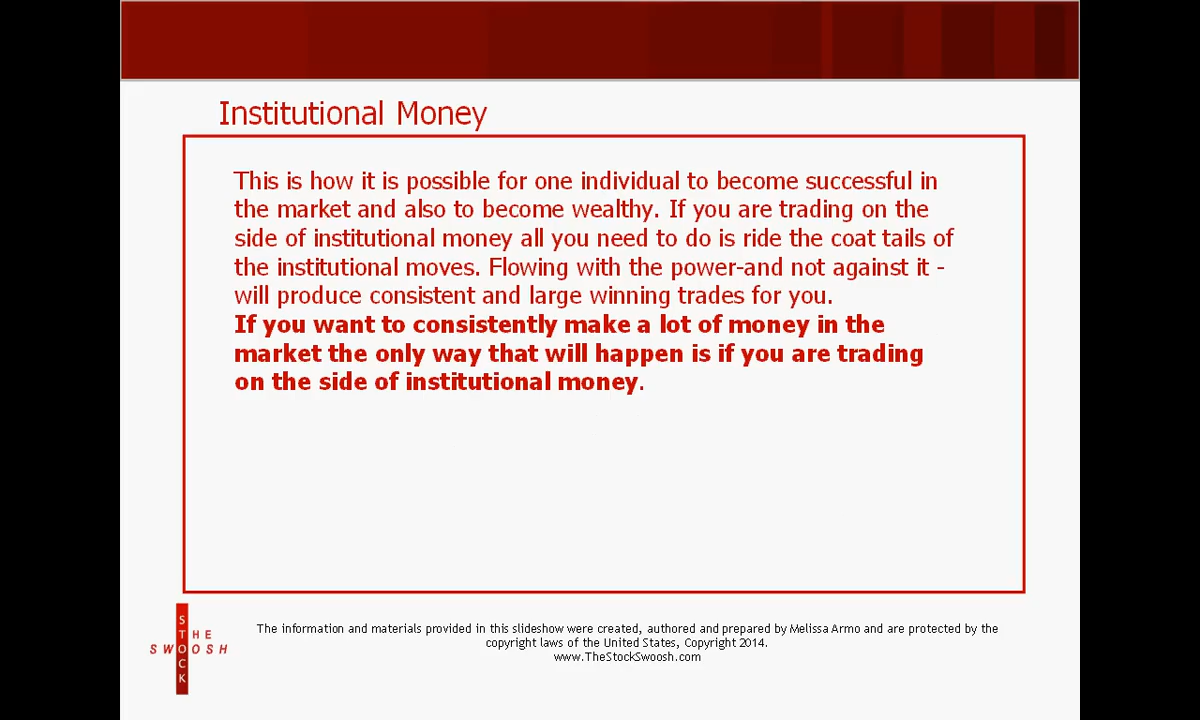 Institutional Money
This is how it is possible for one individual to become successful in
the market and also to become wealthy. If you are trading on the
side of institutional money all you need to do is ride the coat tails of
the institutional moves. Flowing with the power-and not against it -
will produce consistent and large winning trades for you.
If you want to consistently make a lot of money in the
market the only way that will happen is if you are trading
on the side of institutional money.
THE
STOCK
SWOOSH
The information and materials provided in this slideshow were created, authored and prepared by Melissa Armo and are protected by the
copyright laws of the United States, Copyright 2014.
www.TheStockSwoosh.com